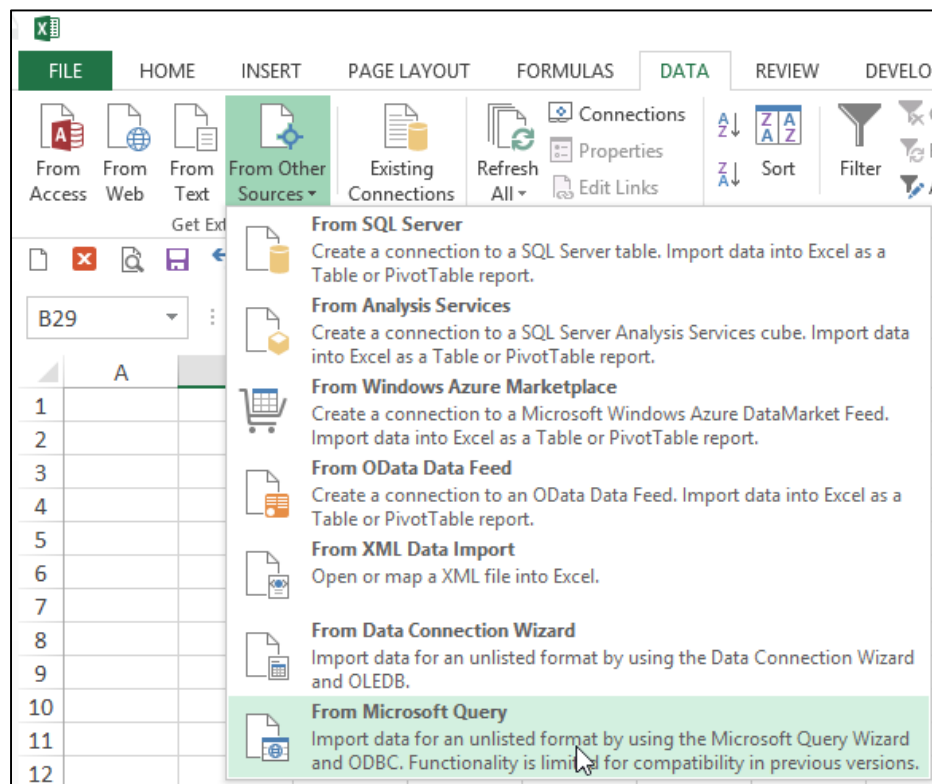 FILE HOME INSERT PAGE LAYOUT FORMULAS DATA REVIEW DEVELO
From Access
From Web
From Text
From Other Sources
Existing Connections
Refresh All
Connections
Properties
Edit Links
Sort
Filter
Get Ext
B29
A
1
2
3
4
5
6
7
8
9
10
11
12
From SQL Server
Create a connection to a SQL Server table. Import data into Excel as a
Table or PivotTable report.
From Analysis Services
Create a connection to a SQL Server Analysis Services cube. Import data
into Excel as a Table or PivotTable report.
From Windows Azure Marketplace
Create a connection to a Microsoft Windows Azure DataMarket Feed.
Import data into Excel as a Table or PivotTable report.
From OData Data Feed
Create a connection to an OData Data Feed. Import data into Excel as a
Table or PivotTable report.
From XML Data Import
Open or map a XML file into Excel.
From Data Connection Wizard
Import data for an unlisted format by using the Data Connection Wizard
and OLEDB.
From Microsoft Query
Import data for an unlisted format by using the Microsoft Query Wizard
and ODBC. Functionality is limited for compatibility in previous versions.